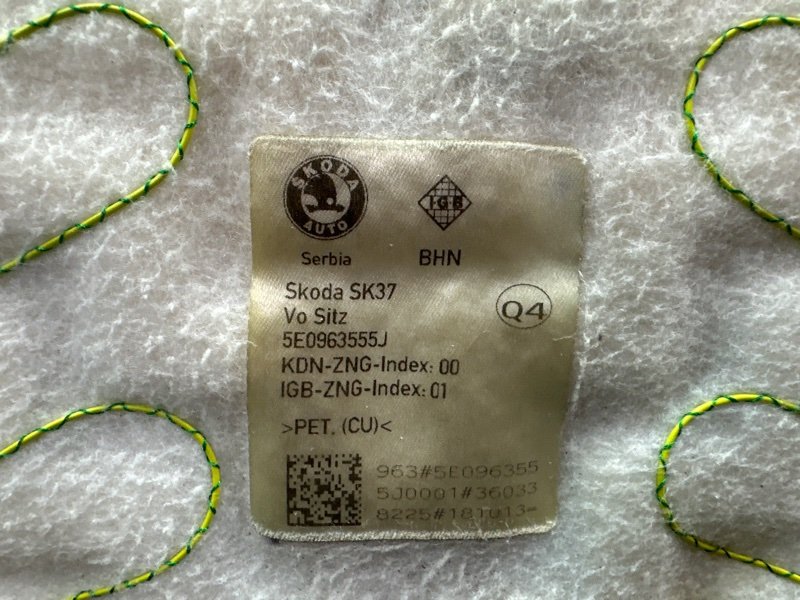 SKODA
AUTO
IGB
Serbia
BHN
Skoda SK37
Vo Sitz
Q4
5E0963555J
KDN-ZNG-Index: 00
IGB-ZNG-Index: 01
>PET. (CU)<
963#5E096355
5J0001#36033
8225#181013-